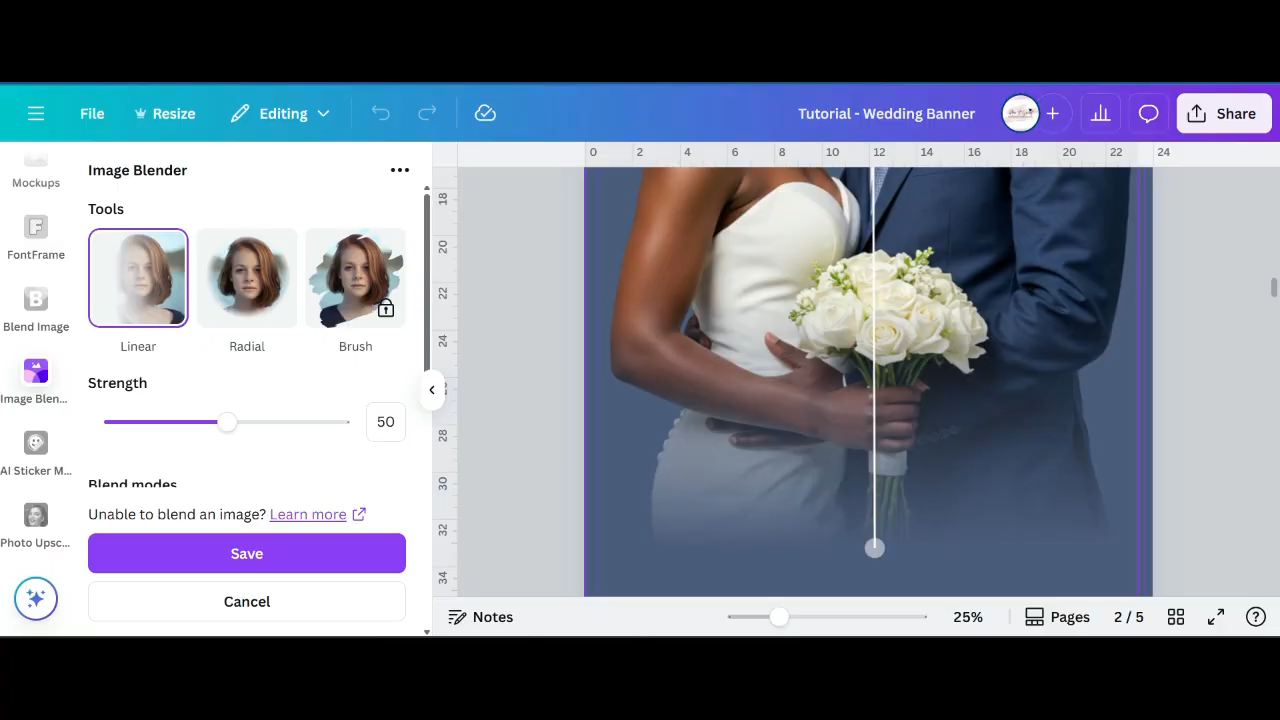 File
Resize
Editing
Tutorial - Wedding Banner
Share
Mockups
FontFrame
Blend Image
Image Blen...
AI Sticker M...
Photo Upsc...
Image Blender
Tools
Linear
Radial
Brush
Strength
50
Blend modes
Unable to blend an image? Learn more
Save
Cancel
0 2 4 6 8 10 12 14 16 18 20 22 24
18
20
22
24
28
30
32
34
Notes
25%
Pages
2 / 5